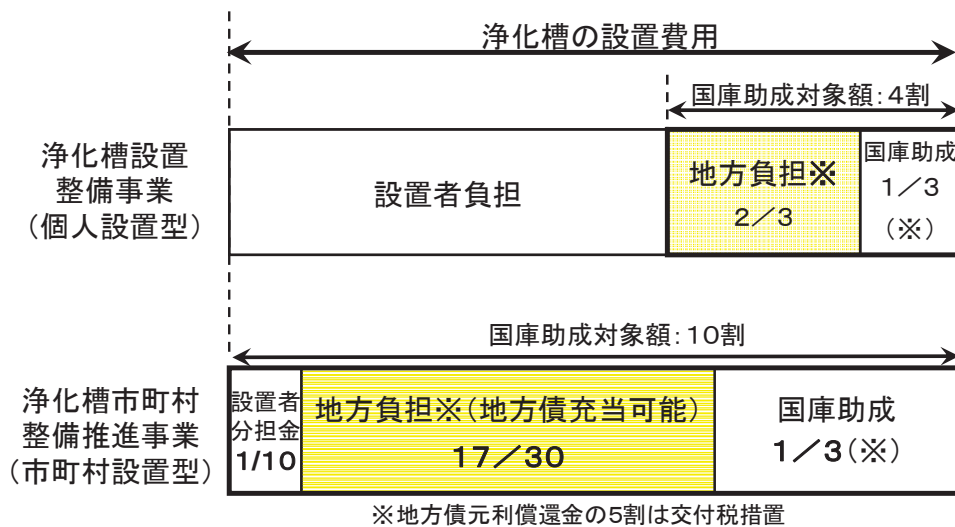 浄化槽の設置費用
国庫助成対象額：4割
浄化槽設置
整備事業
（個人設置型）
設置者負担
地方負担※
2／3
国庫助成
1／3
（※）
国庫助成対象額：10割
浄化槽市町村
整備推進事業
（市町村設置型）
設置者
分担金
1/10
地方負担※（地方債充当可能）
17／30
国庫助成
1／3（※）
※地方債元利償還金の5割は交付税措置